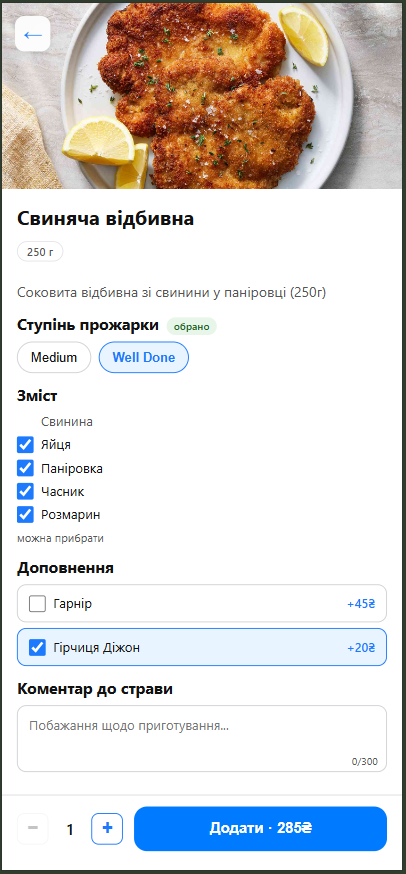 ←
Свиняча відбивна
250 г
Соковита відбивна зі свинини у паніровці (250г)
Ступінь прожарки обрано
Medium Well Done
Зміст
Свинина
Яйця
Паніровка
Часник
Розмарин
можна прибрати
Доповнення
Гарнір +45₴
Гірчиця Діжон +20₴
Коментар до страви
Побажання щодо приготування...
0/300
− 1 + Додати · 285₴